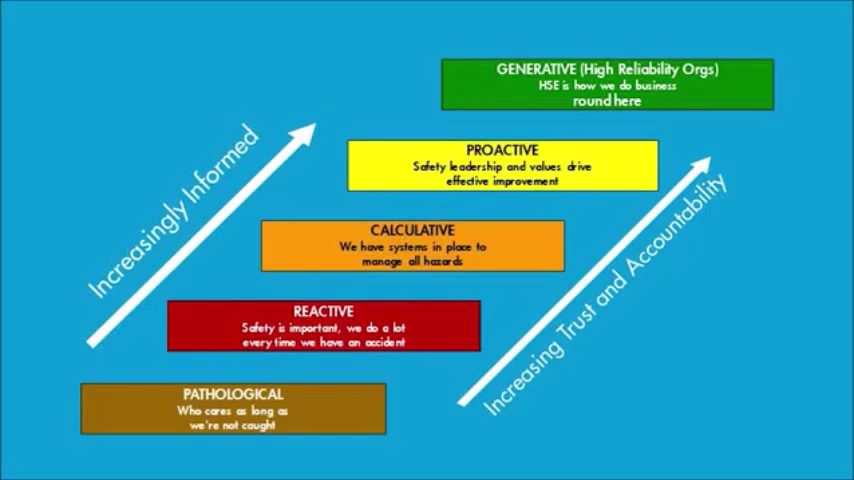 GENERATIVE (High Reliability Orgs)
HSE is how we do business
round here
PROACTIVE
Safety leadership and values drive
effective improvement
CALCULATIVE
We have systems in place to
manage all hazards
REACTIVE
Safety is important, we do a lot
every time we have an accident
PATHOLOGICAL
Who cares as long as
we're not caught
Increasingly Informed
Increasing Trust and Accountability